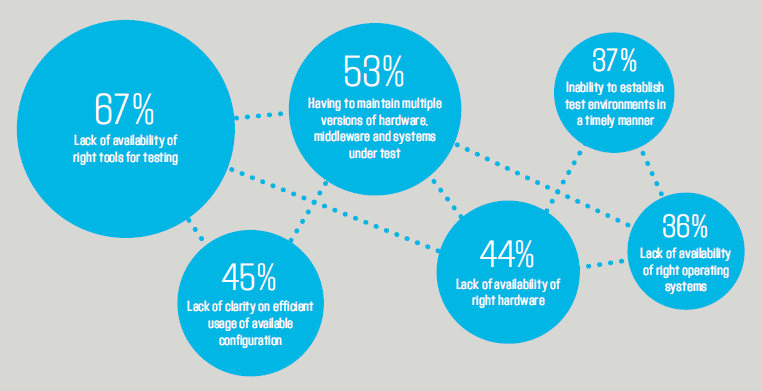 67%
Lack of availability of
right tools for testing
53%
Having to maintain multiple
versions of hardware,
middleware and systems
under test
37%
Inability to establish
test environments in
a timely manner
45%
Lack of clarity on efficient
usage of available
configuration
44%
Lack of availability of
right hardware
36%
Lack of availability
of right operating
systems